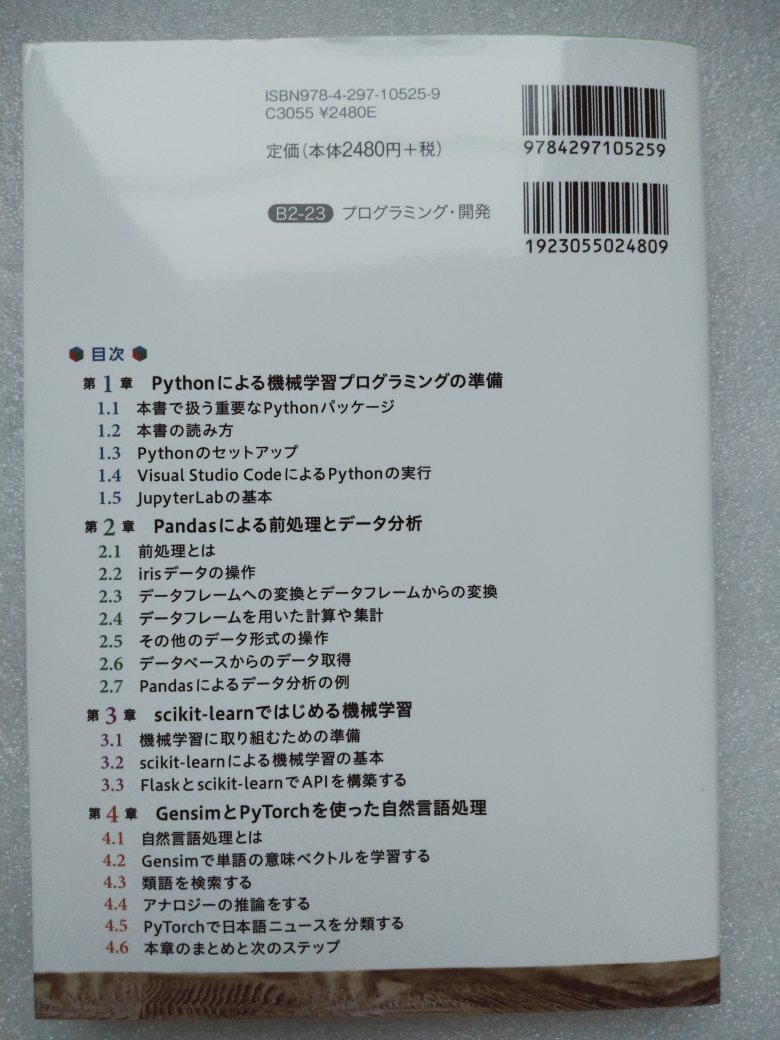 ISBN978-4-297-10525-9
C3055 ¥2480E
定価(本体2480円+税)
B2-23 プログラミング・開発
9784297105259
1923055024809
目次
第1章 Pythonによる機械学習プログラミングの準備
1.1 本書で扱う重要なPythonパッケージ
1.2 本書の読み方
1.3 Pythonのセットアップ
1.4 Visual Studio CodeによるPythonの実行
1.5 JupyterLabの基本
第2章 Pandasによる前処理とデータ分析
2.1 前処理とは
2.2 irisデータの操作
2.3 データフレームへの変換とデータフレームからの変換
2.4 データフレームを用いた計算や集計
2.5 その他のデータ形式の操作
2.6 データベースからのデータ取得
2.7 Pandasによるデータ分析の例
第3章 scikit-learnではじめる機械学習
3.1 機械学習に取り組むための準備
3.2 scikit-learnによる機械学習の基本
3.3 Flaskとscikit-learnでAPIを構築する
第4章 GensimとPyTorchを使った自然言語処理
4.1 自然言語処理とは
4.2 Gensimで単語の意味ベクトルを学習する
4.3 類語を検索する
4.4 アナロジーの推論をする
4.5 PyTorchで日本語ニュースを分類する
4.6 本章のまとめと次のステップ